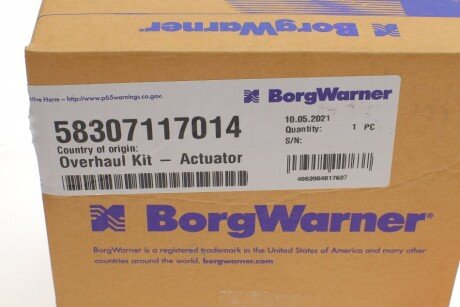 BorgWarner
ctive Harm – http://www.p65warnings.ca.gov.
BorgWarner
58307117014
10.05.2021
Country of origin:
Quantity: 1 PC
Overhaul Kit – Actuator
S/N:
4663984017637
BorgWarner®
BorgWarner is a registered trademark in the United States of America and many other
countries around the world. borgwarner.com